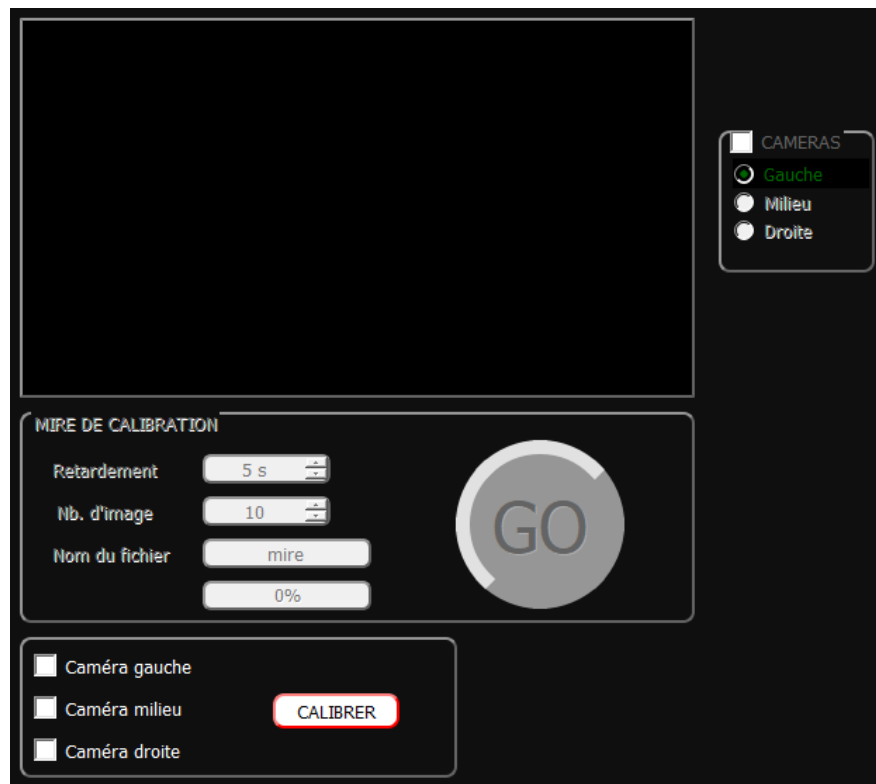 CAMERAS
Gauche
Milieu
Droite
MIRE DE CALIBRATION
Retardement 5 s
Nb. d'image 10
Nom du fichier mire
0%
GO
Caméra gauche
Caméra milieu
CALIBRER
Caméra droite